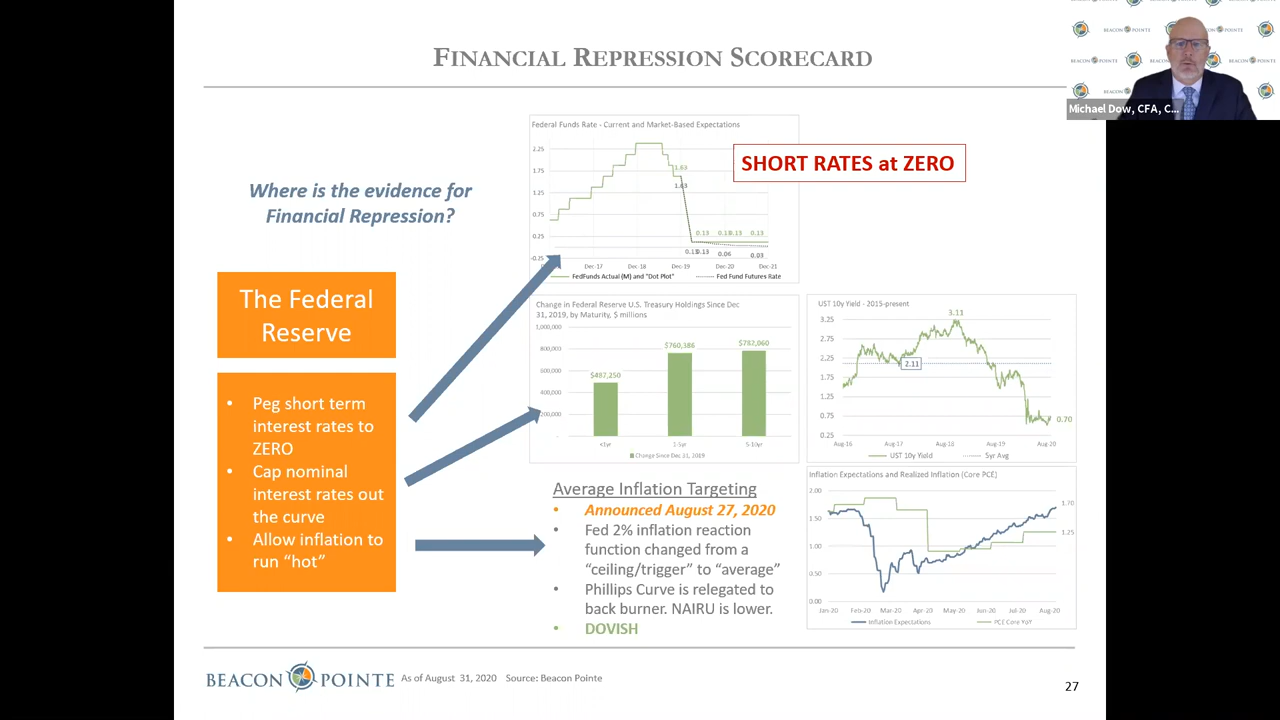 FINANCIAL REPRESSION SCORECARD
BEACON POINTE
BEACON POINTE
Michael Dow, CFA, C...
Where is the evidence for
Financial Repression?
The Federal
Reserve
• Peg short term
interest rates to
ZERO
• Cap nominal
interest rates out
the curve
• Allow inflation to
run “hot”
Federal Funds Rate - Current and Market-Based Expectations
SHORT RATES at ZERO
2.25
1.75
1.25
0.75
0.25
-0.25
1.63
1.63
0.13 0.13 0.13 0.13
0.13 0.13 0.06 0.03
Dec-17 Dec-18 Dec-19 Dec-20 Dec-21
FedFunds Actual (M) and "Dot Plot" Fed Fund Futures Rate
Change in Federal Reserve U.S. Treasury Holdings Since Dec
31, 2019, by Maturity, $ millions
1,000,000
800,000
600,000
400,000
200,000
-
$487,250 $760,386 $782,060
<1yr 1-5yr 5-10yr
Change Since Dec 31, 2019
UST 10y Yield - 2015-present
3.25
2.75
2.25
1.75
1.25
0.75
0.25
3.11
2.11
0.70
Aug-16 Aug-17 Aug-18 Aug-19 Aug-20
UST 10y Yield 5yr Avg
Average Inflation Targeting
• Announced August 27, 2020
• Fed 2% inflation reaction
function changed from a
“ceiling/trigger” to “average”
• Phillips Curve is relegated to
back burner. NAIRU is lower.
• DOVISH
Inflation Expectations and Realized Inflation (Core PCE)
2.00
1.50
1.00
0.50
0.00
1.70
1.25
Jan-20 Feb-20 Mar-20 Apr-20 May-20 Jun-20 Jul-20 Aug-20
Inflation Expectations PCE Core YoY
BEACON POINTE
As of August 31, 2020 Source: Beacon Pointe
27